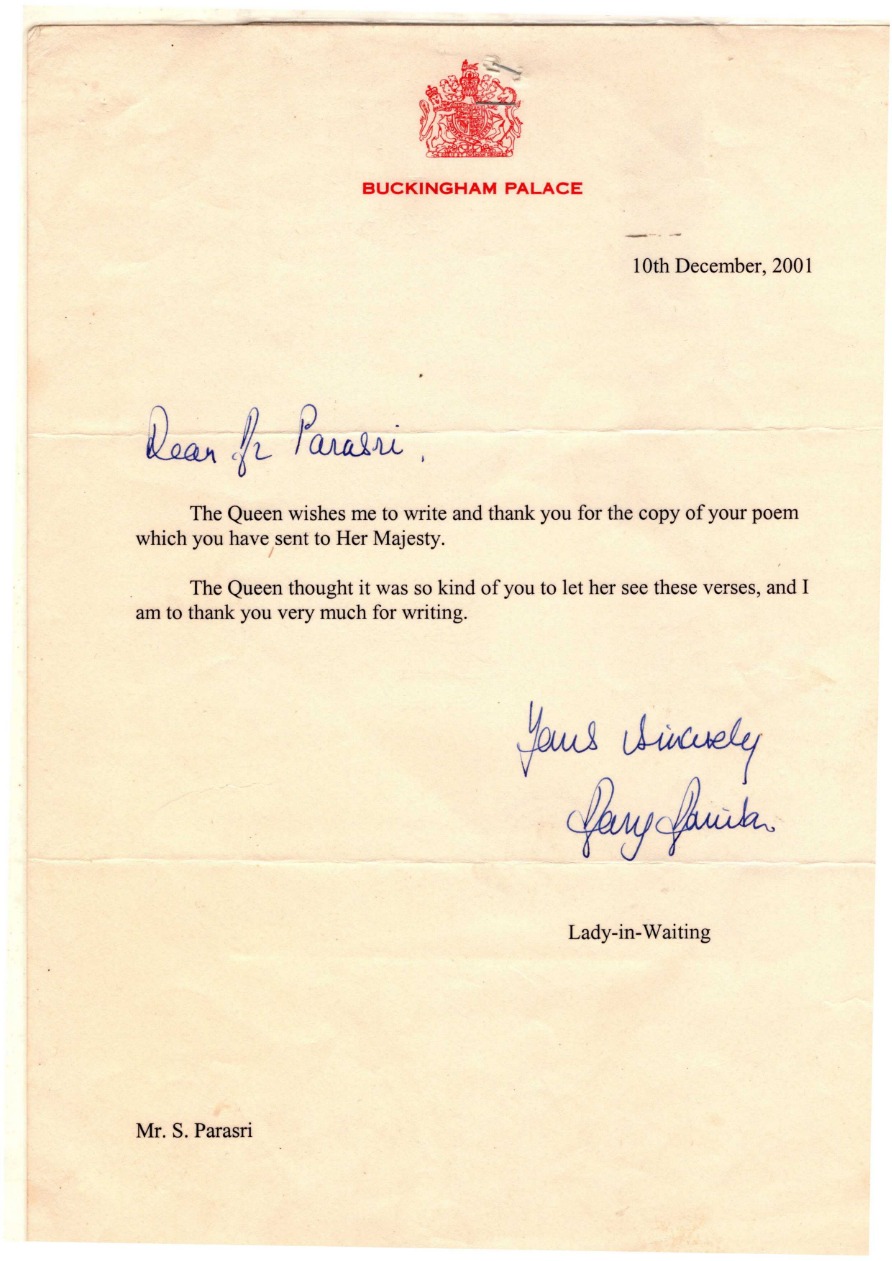 BUCKINGHAM PALACE
10th December, 2001
Dear Mr Parasri,
The Queen wishes me to write and thank you for the copy of your poem
which you have sent to Her Majesty.
The Queen thought it was so kind of you to let her see these verses, and I
am to thank you very much for writing.
Yours sincerely
Lady-in-Waiting
Mr. S. Parasri